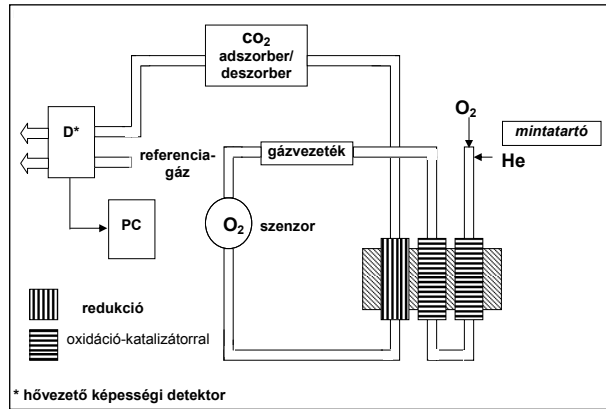 CO₂
adszorber/
deszorber
O₂
mintatartó
He
D*
referencia-
gáz
gázvezeték
PC
O₂
szenzor
redukció
oxidáció-katalizátorral
* hővezető képességi detektor